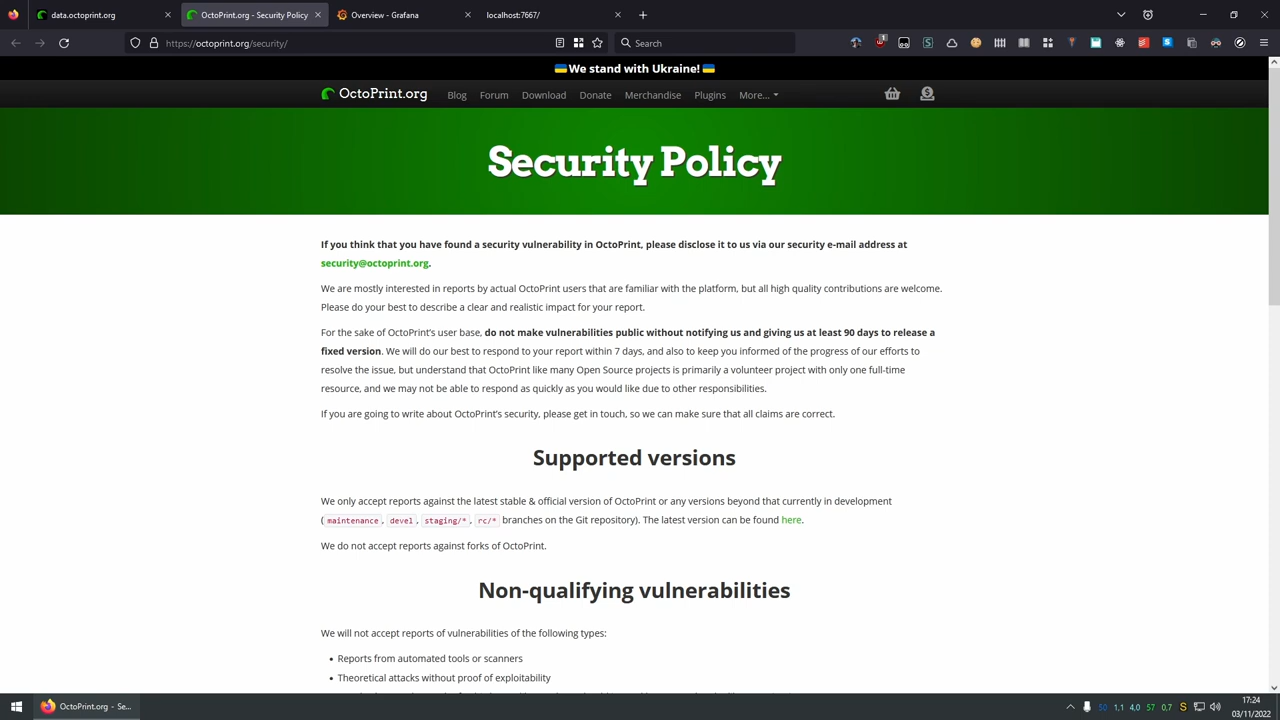 data.octoprint.org
OctoPrint.org - Security Policy
Overview - Grafana
localhost:7667/
https://octoprint.org/security/
Search
1
We stand with Ukraine!
OctoPrint.org
Blog
Forum
Download
Donate
Merchandise
Plugins
More...
Security Policy
If you think that you have found a security vulnerability in OctoPrint, please disclose it to us via our security e-mail address at
security@octoprint.org.
We are mostly interested in reports by actual OctoPrint users that are familiar with the platform, but all high quality contributions are welcome.
Please do your best to describe a clear and realistic impact for your report.
For the sake of OctoPrint's user base, do not make vulnerabilities public without notifying us and giving us at least 90 days to release a
fixed version. We will do our best to respond to your report within 7 days, and also to keep you informed of the progress of our efforts to
resolve the issue, but understand that OctoPrint like many Open Source projects is primarily a volunteer project with only one full-time
resource, and we may not be able to respond as quickly as you would like due to other responsibilities.
If you are going to write about OctoPrint's security, please get in touch, so we can make sure that all claims are correct.
Supported versions
We only accept reports against the latest stable & official version of OctoPrint or any versions beyond that currently in development
(maintenance, devel, staging/*, rc/* branches on the Git repository). The latest version can be found here.
We do not accept reports against forks of OctoPrint.
Non-qualifying vulnerabilities
We will not accept reports of vulnerabilities of the following types:
• Reports from automated tools or scanners
• Theoretical attacks without proof of exploitability
OctoPrint.org - Se...
50 1,1 4,0 57 0,7
17:24
03/11/2022